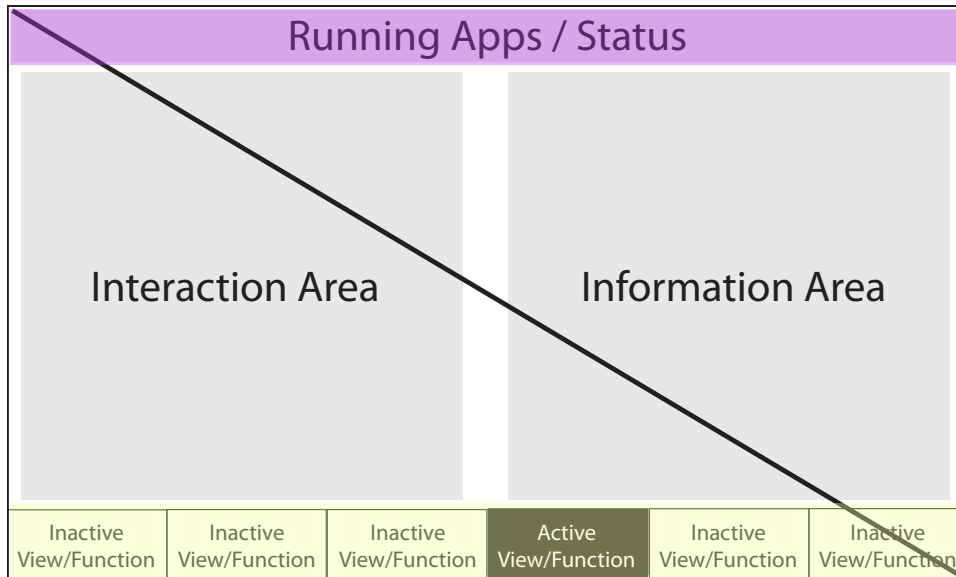 Running Apps / Status
Interaction Area
Information Area
Inactive
View/Function
Inactive
View/Function
Inactive
View/Function
Active
View/Function
Inactive
View/Function
Inactive
View/Function